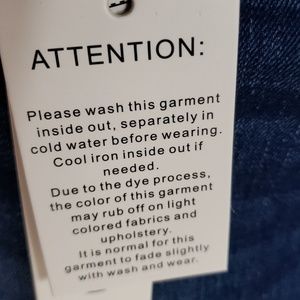 ATTENTION:
Please wash this garment
inside out, separately in
cold water before wearing.
Cool iron inside out if
needed.
Due to the dye process,
the color of this garment
may rub off on light
colored fabrics and
upholstery.
It is normal for this
garment to fade slightly
with wash and wear.